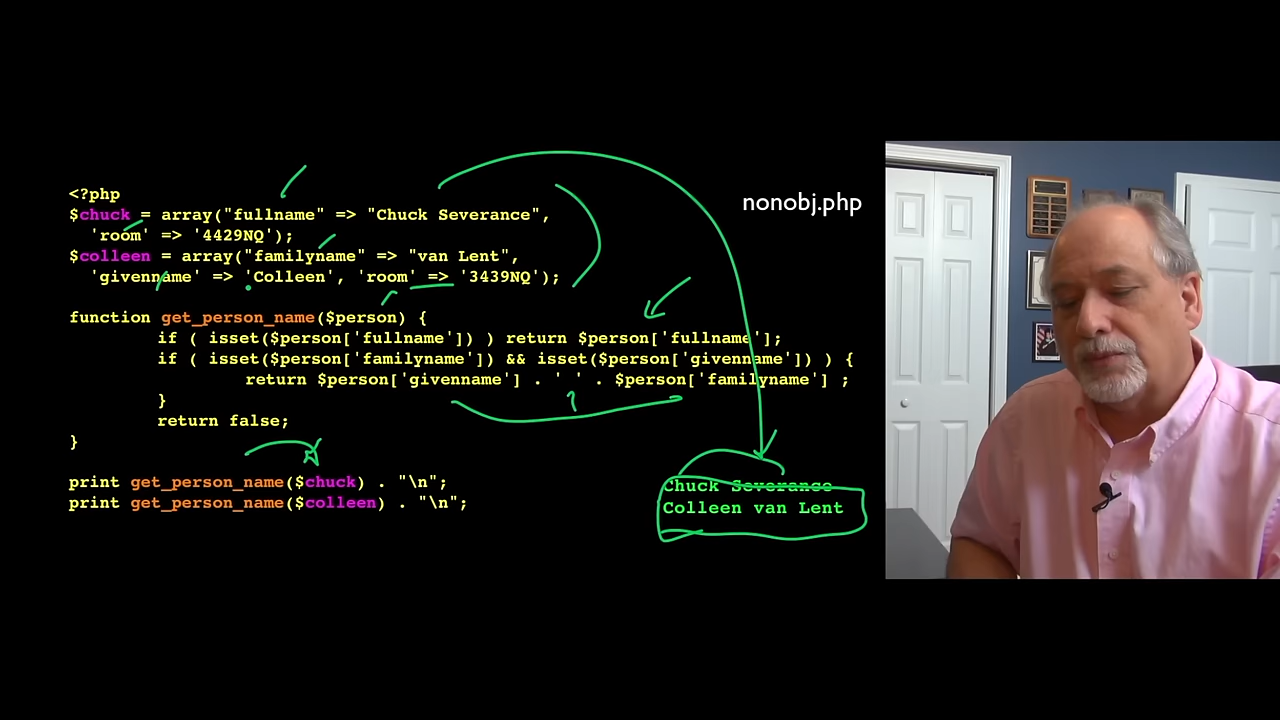 nonobj.php
<?php
$chuck = array("fullname" => "Chuck Severance",
'room' => '4429NQ');
$colleen = array("familyname" => "van Lent",
'givenname' => 'Colleen', 'room' => '3439NQ');
function get_person_name($person) {
if ( isset($person['fullname']) ) return $person['fullname'];
if ( isset($person['familyname']) && isset($person['givenname']) ) {
return $person['givenname'] . ' ' . $person['familyname'] ;
}
return false;
}
print get_person_name($chuck) . "\n";
print get_person_name($colleen) . "\n";
Chuck Severance
Colleen van Lent